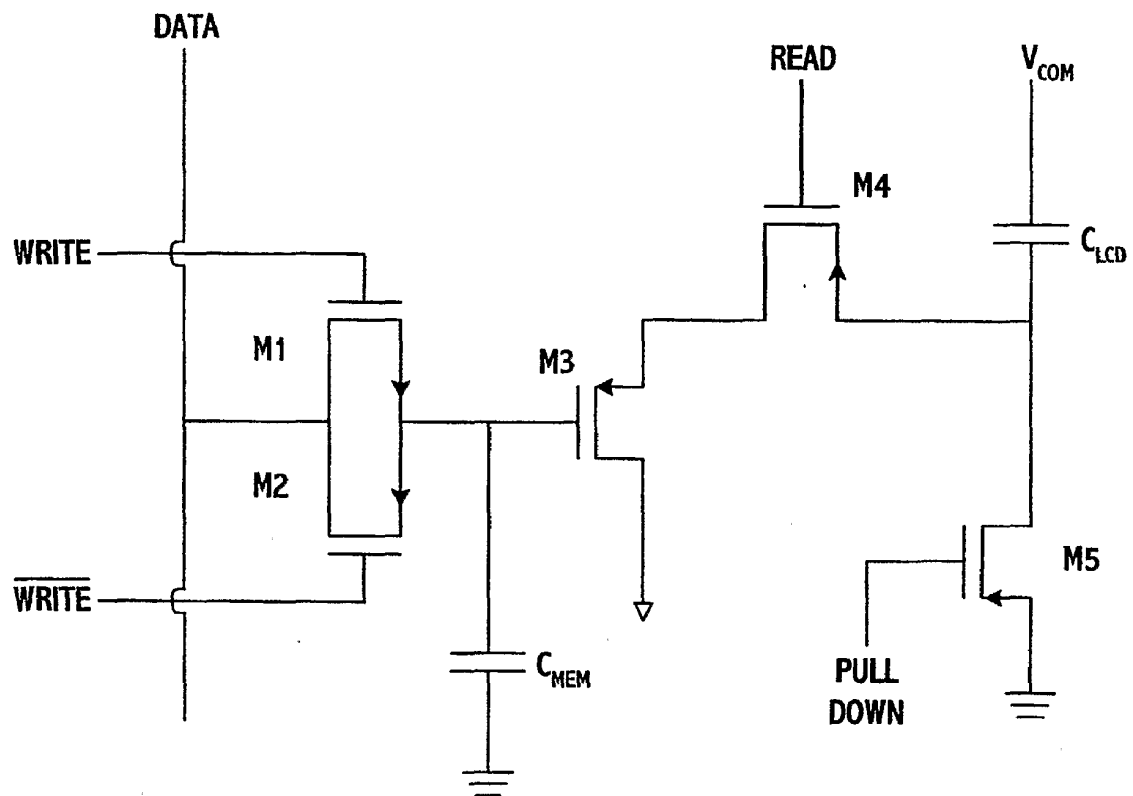 DATA
READ
VCOM
M4
WRITE
CLCD
M1
M3
M2
M5
WRITE
CMEM
PULL
DOWN